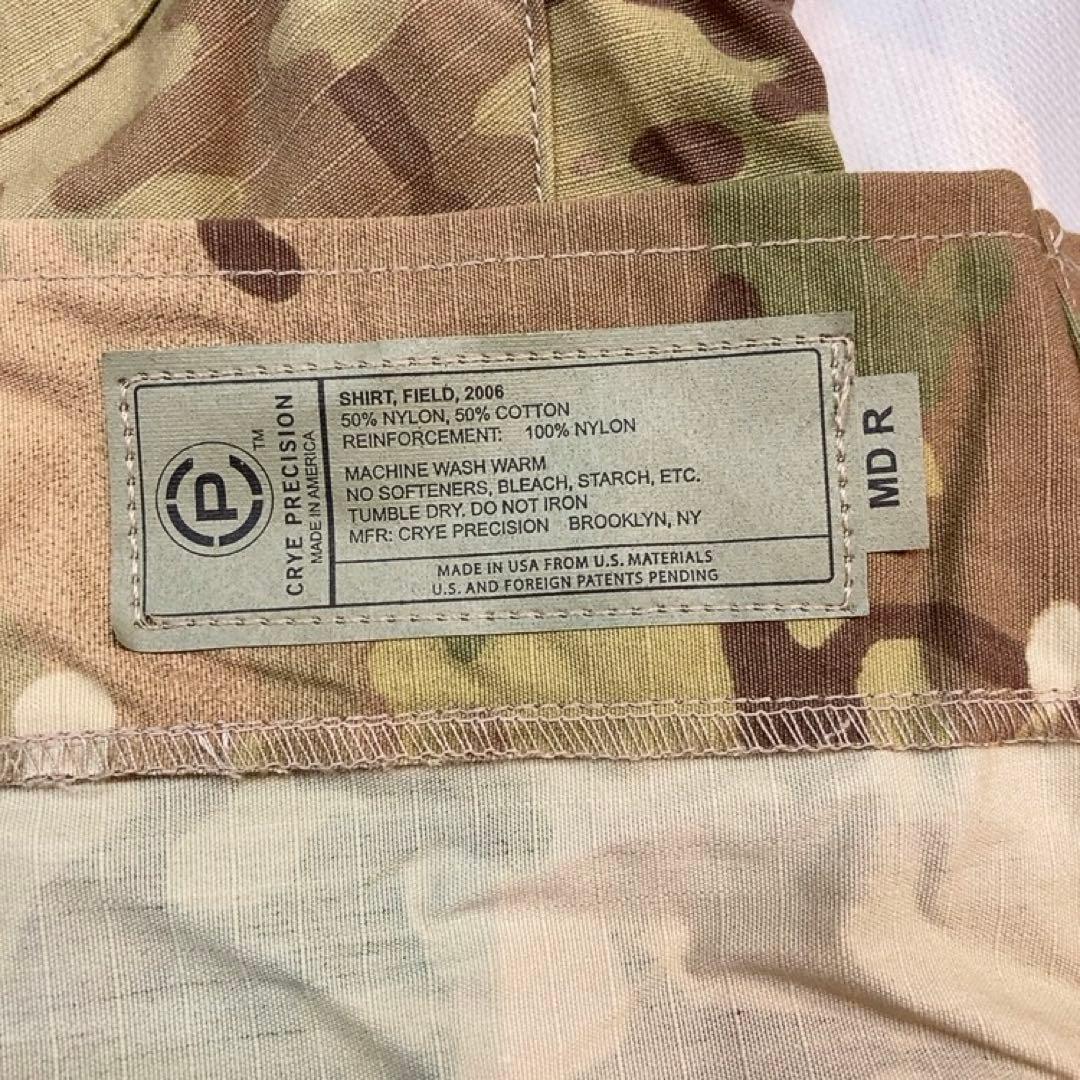 P
TM
CRYE PRECISION
MADE IN AMERICA
SHIRT, FIELD, 2006
50% NYLON, 50% COTTON
REINFORCEMENT: 100% NYLON
MACHINE WASH WARM
NO SOFTENERS, BLEACH, STARCH, ETC.
TUMBLE DRY. DO NOT IRON
MFR: CRYE PRECISION BROOKLYN, NY
MADE IN USA FROM U.S. MATERIALS
U.S. AND FOREIGN PATENTS PENDING
MD R